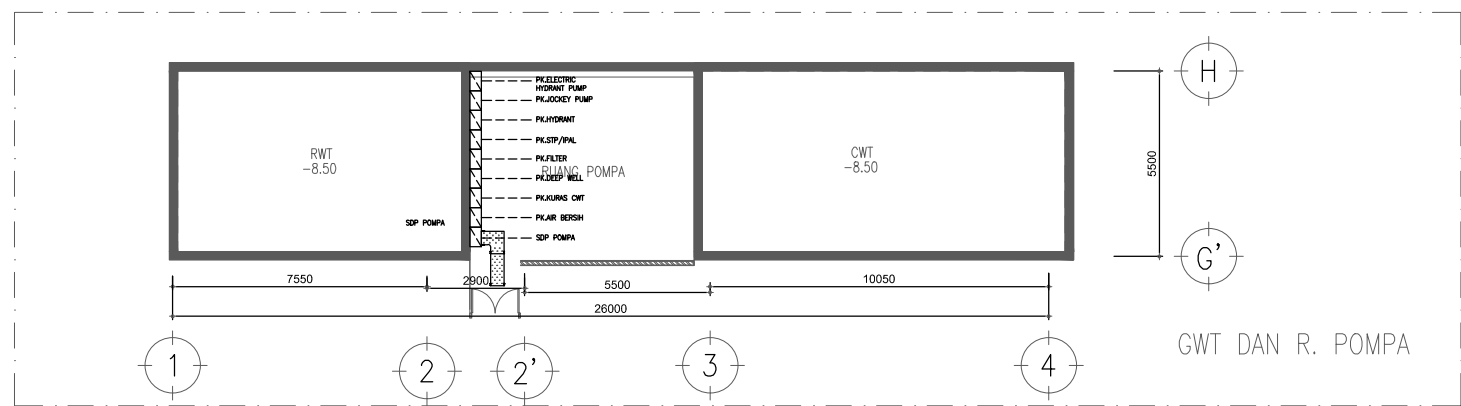 RWT
-8.50
SDP POMPA
PK.ELECTRIC
HYDRANT PUMP
PK.JOCKEY PUMP
PK.HYDRANT
PK.STP/IPAL
PK.FILTER
RUANG POMPA
PK.DEEP WELL
PK.KURAS CWT
PK.AIR BERSIH
SDP POMPA
CWT
-8.50
H
5500
G'
7550
2900
5500
10050
26000
1
2
2'
3
4
GWT DAN R. POMPA